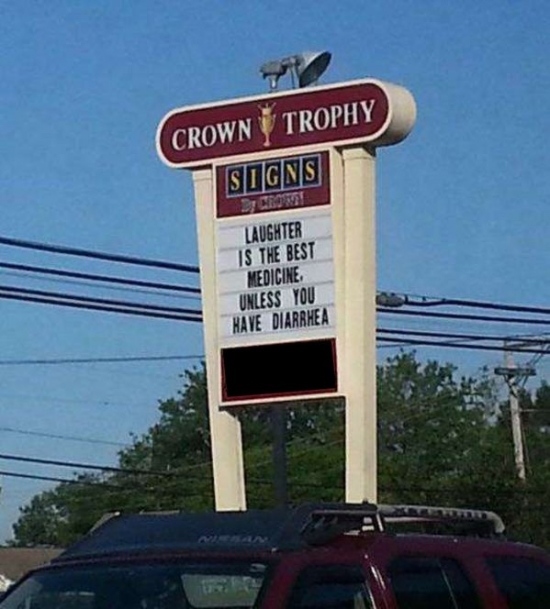 CROWN TROPHY
SIGNS
By CROWN
LAUGHTER
IS THE BEST
MEDICINE.
UNLESS YOU
HAVE DIARRHEA
NISSAN